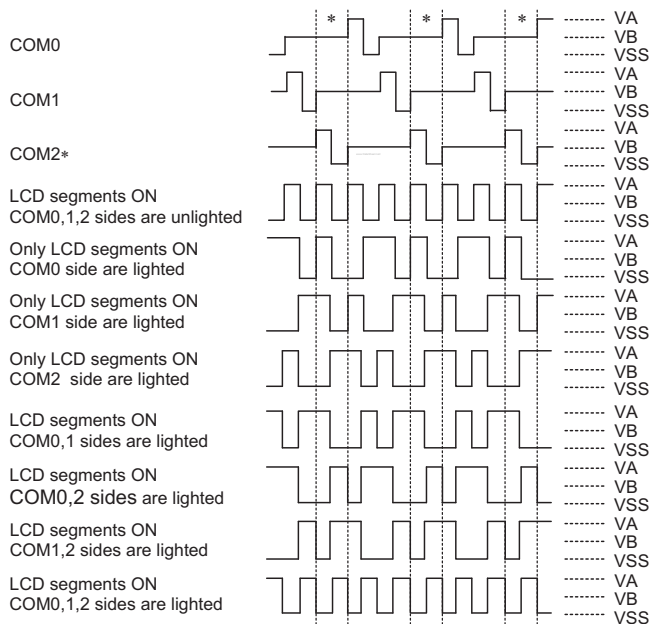 * * * VA
COM0 VB
VSS
VA
COM1 VB
VSS
VA
COM2* VB
VSS
LCD segments ON VA
COM0,1,2 sides are unlighted VB
VSS
Only LCD segments ON VA
COM0 side are lighted VB
VSS
Only LCD segments ON VA
COM1 side are lighted VB
VSS
Only LCD segments ON VA
COM2 side are lighted VB
VSS
LCD segments ON VA
COM0,1 sides are lighted VB
VSS
LCD segments ON VA
COM0,2 sides are lighted VB
VSS
LCD segments ON VA
COM1,2 sides are lighted VB
VSS
LCD segments ON VA
COM0,1,2 sides are lighted VB
VSS